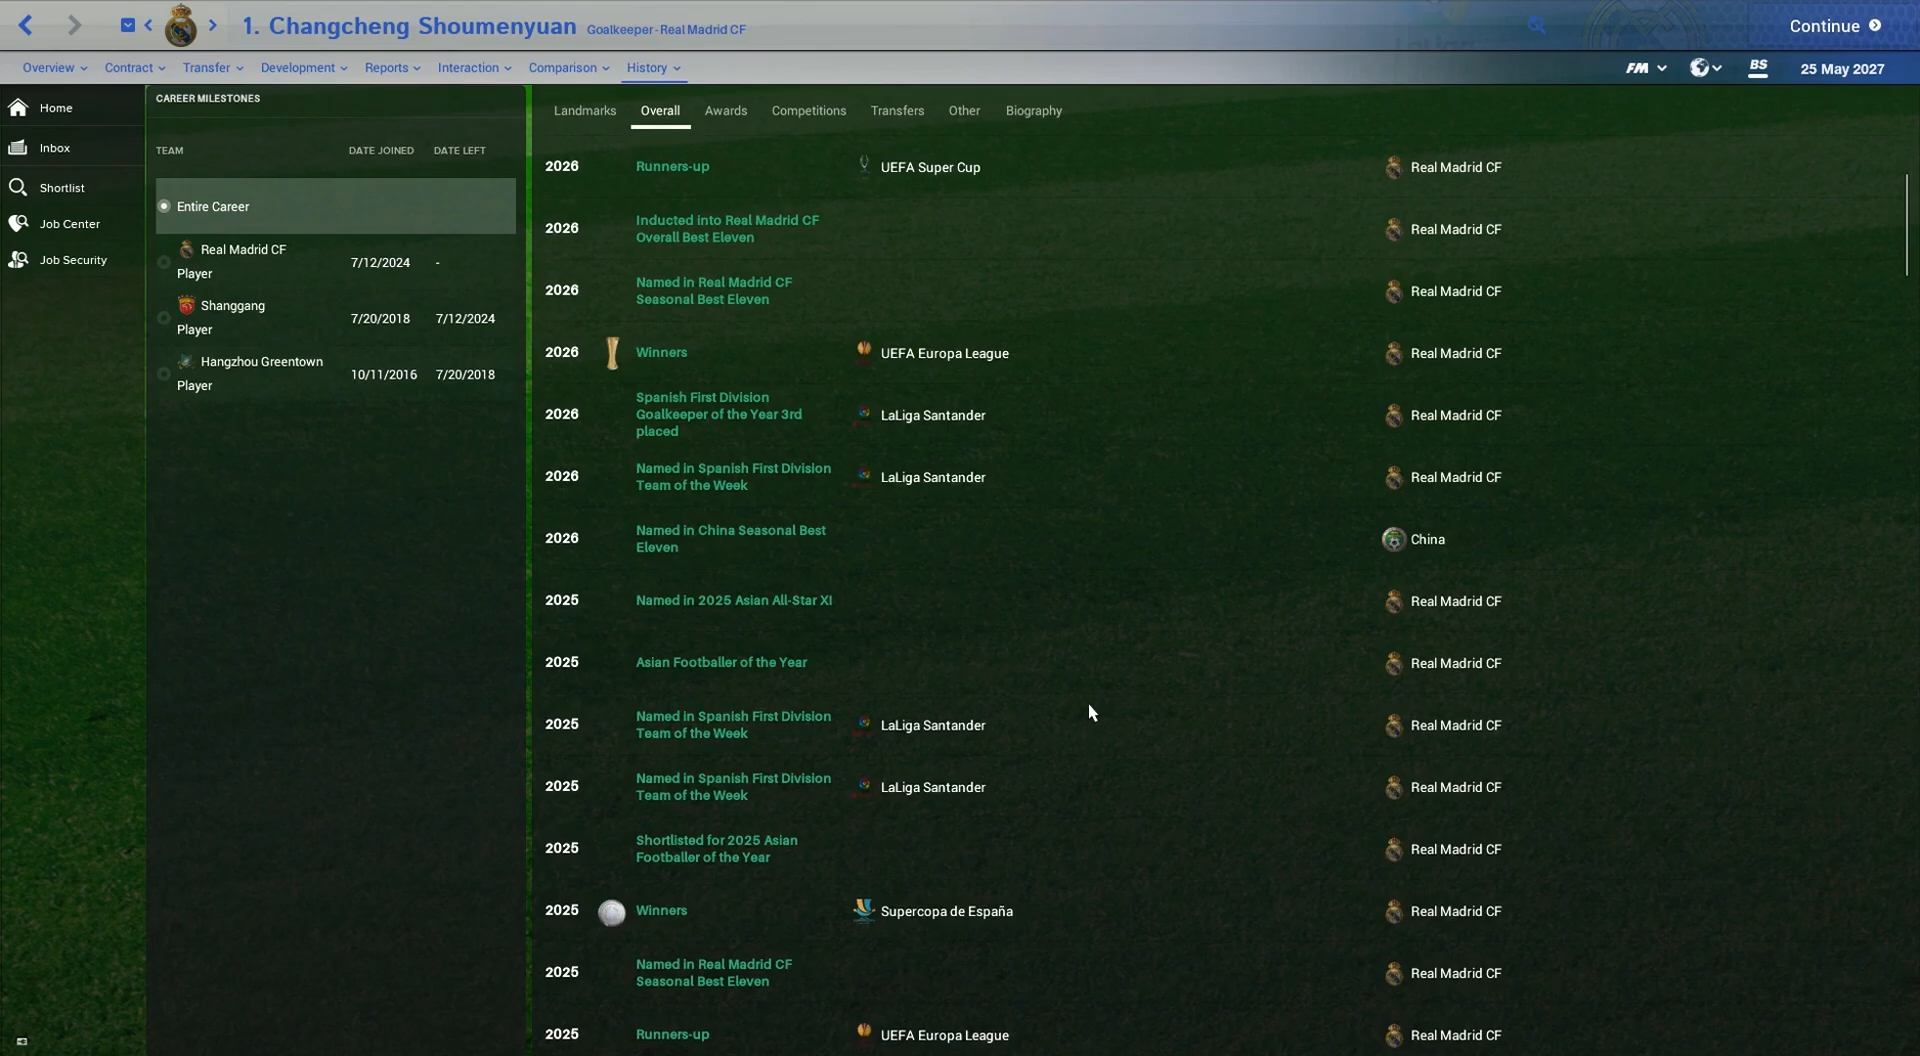 1. Changcheng Shoumenyuan
Goalkeeper - Real Madrid CF
Continue
Overview
Contract
Transfer
Development
Reports
Interaction
Comparison
History
FM
BS
25 May 2027
Home
Inbox
Shortlist
Job Center
Job Security
CAREER MILESTONES
TEAM DATE JOINED DATE LEFT
Entire Career
Real Madrid CF
Player
7/12/2024 -
Shanggang
Player
7/20/2018 7/12/2024
Hangzhou Greentown
Player
10/11/2016 7/20/2018
Landmarks Overall Awards Competitions Transfers Other Biography
2026 Runners-up UEFA Super Cup Real Madrid CF
2026 Inducted into Real Madrid CF
Overall Best Eleven
Real Madrid CF
2026 Named in Real Madrid CF
Seasonal Best Eleven
Real Madrid CF
2026 Winners UEFA Europa League Real Madrid CF
2026 Spanish First Division
Goalkeeper of the Year 3rd
placed
LaLiga Santander Real Madrid CF
2026 Named in Spanish First Division
Team of the Week
LaLiga Santander Real Madrid CF
2026 Named in China Seasonal Best
Eleven
China
2025 Named in 2025 Asian All-Star XI Real Madrid CF
2025 Asian Footballer of the Year Real Madrid CF
2025 Named in Spanish First Division
Team of the Week
LaLiga Santander Real Madrid CF
2025 Named in Spanish First Division
Team of the Week
LaLiga Santander Real Madrid CF
2025 Shortlisted for 2025 Asian
Footballer of the Year
Real Madrid CF
2025 Winners Supercopa de España Real Madrid CF
2025 Named in Real Madrid CF
Seasonal Best Eleven
Real Madrid CF
2025 Runners-up UEFA Europa League Real Madrid CF